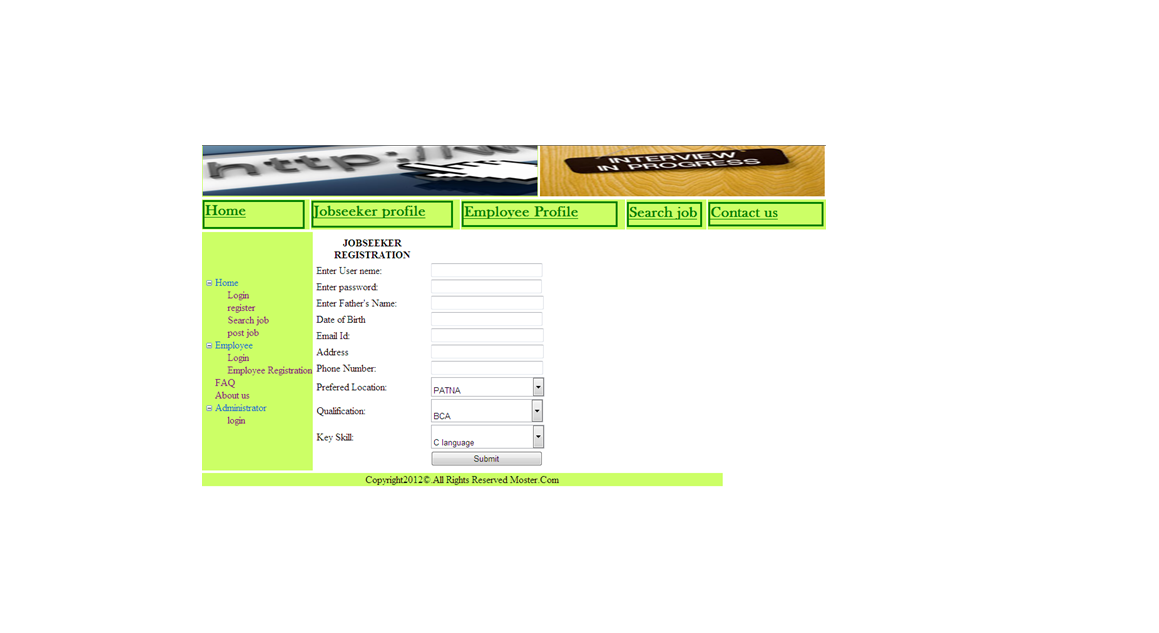 http://w
INTERVIEW
IN PROGRESS
Home
Jobseeker profile
Employee Profile
Search job
Contact us
Home
Login
register
Search job
post job
Employee
Login
Employee Registration
FAQ
About us
Administrator
login
JOBSEEKER
REGISTRATION
Enter User neme:
Enter password:
Enter Father's Name:
Date of Birth
Email Id:
Address
Phone Number:
Prefered Location:
PATNA
Qualification:
BCA
Key Skill:
C language
Submit
Copyright2012©.All Rights Reserved Moster.Com